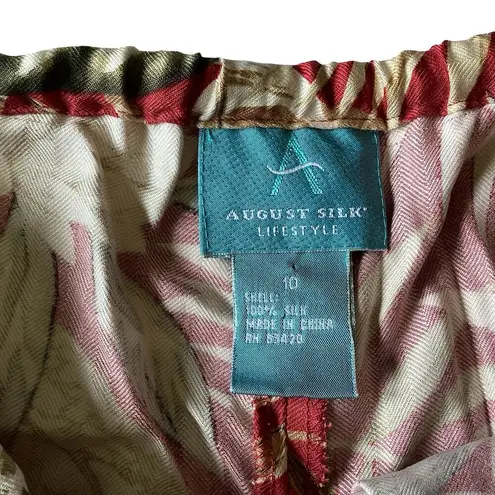 A
AUGUST SILK®
LIFESTYLE
10
SHELL:
100% SILK
MADE IN CHINA
RN 83420